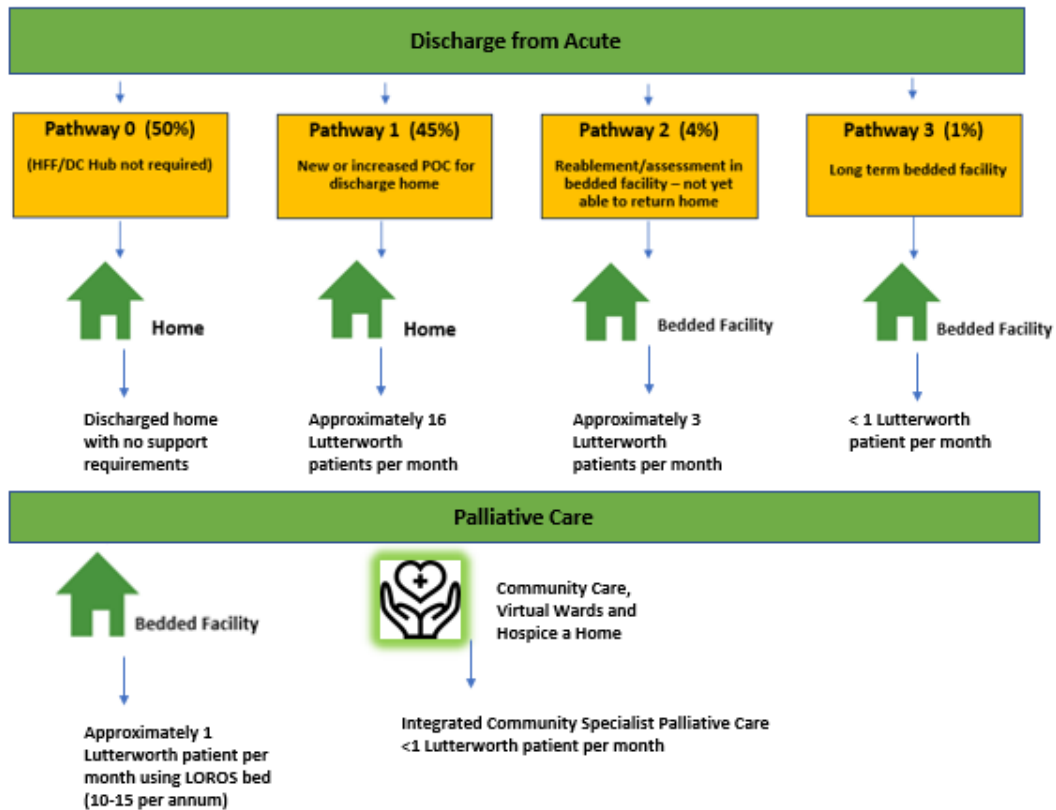 Discharge from Acute
Pathway 0 (50%)
(HFF/DC Hub not required)
Pathway 1 (45%)
New or increased POC for
discharge home
Pathway 2 (4%)
Reablement/assessment in
bedded facility – not yet
able to return home
Pathway 3 (1%)
Long term bedded facility
Home
Home
Bedded Facility
Bedded Facility
Discharged home
with no support
requirements
Approximately 16
Lutterworth
patients per month
Approximately 3
Lutterworth
patients per month
< 1 Lutterworth
patient per month
Palliative Care
Bedded Facility
Community Care,
Virtual Wards and
Hospice a Home
Approximately 1
Lutterworth patient per
month using LOROS bed
(10-15 per annum)
Integrated Community Specialist Palliative Care
<1 Lutterworth patient per month